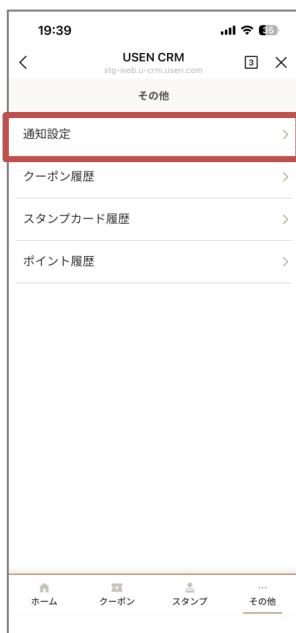 19:39
35
USEN CRM
stg-web.u-crm.usen.com
3
その他
通知設定
クーポン履歴
スタンプカード履歴
ポイント履歴
ホーム
クーポン
スタンプ
その他